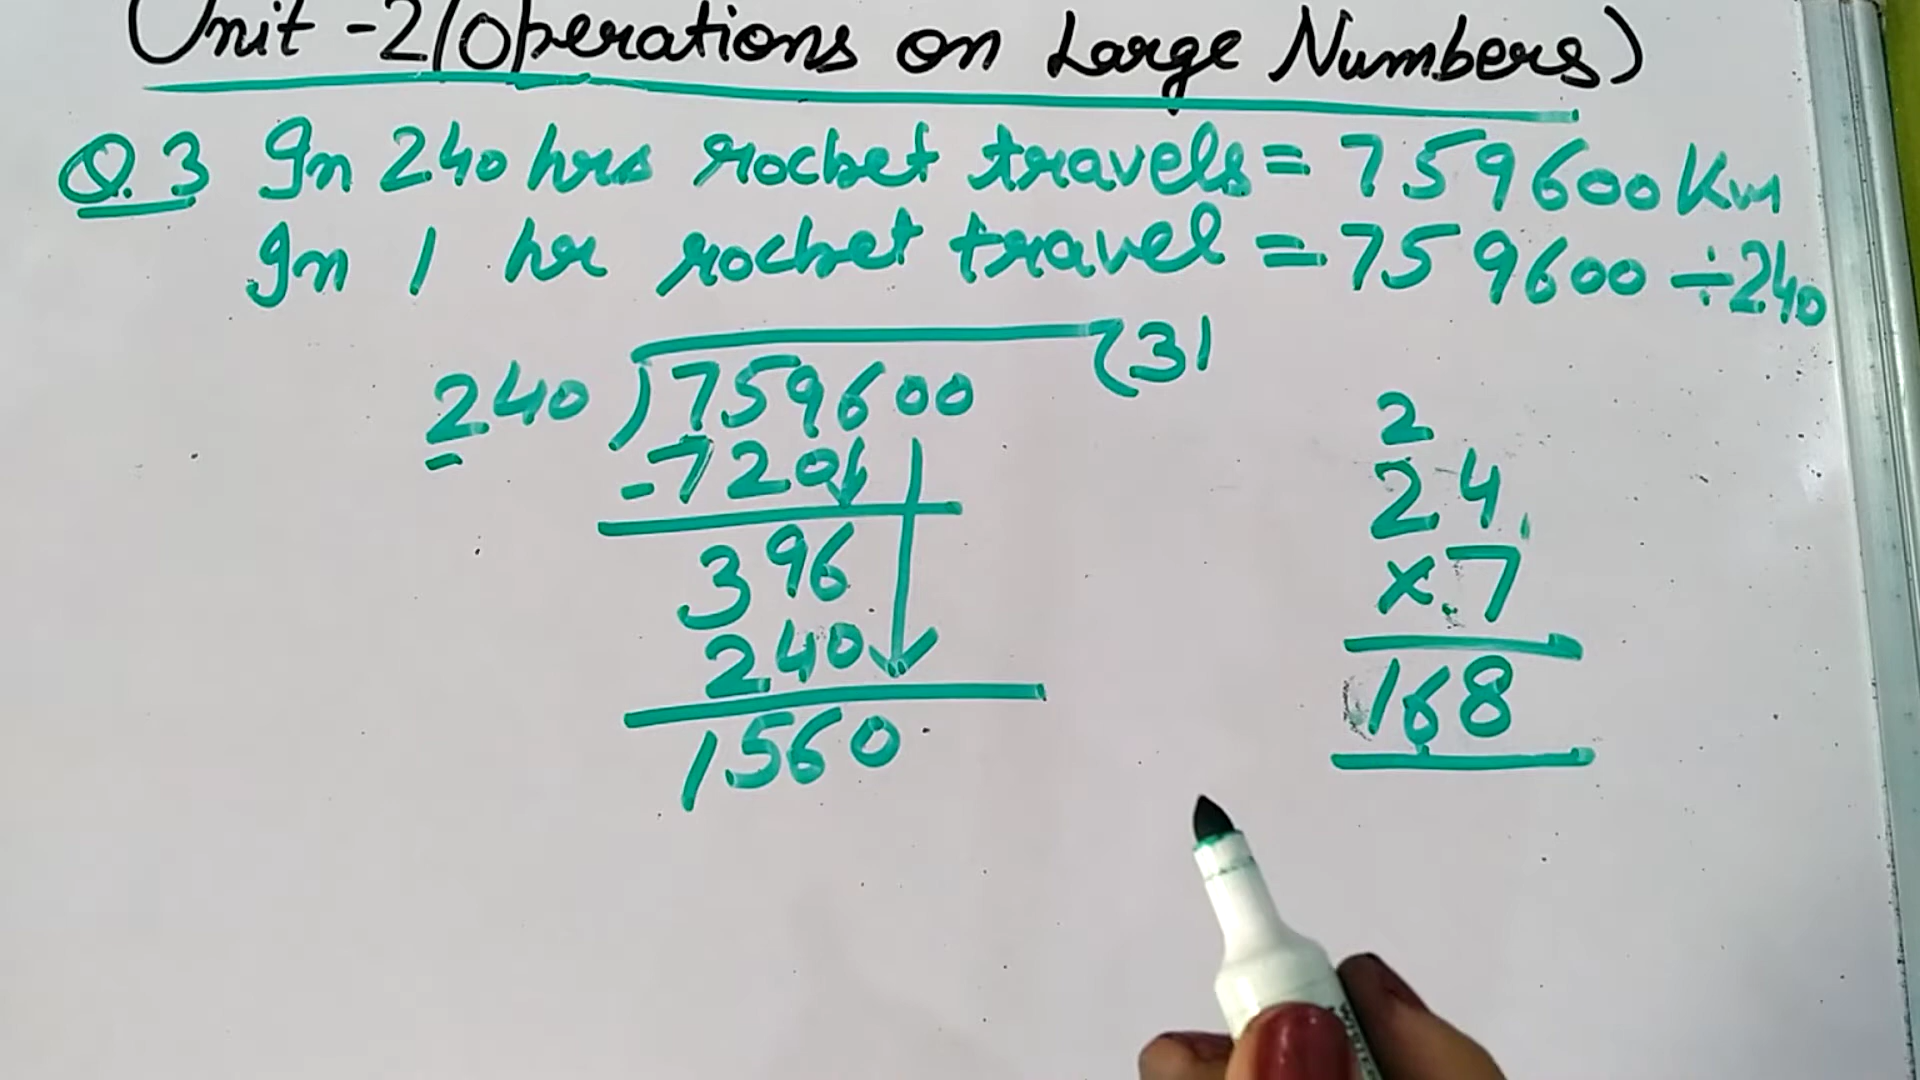 Unit -2 (Operations on Large Numbers)
Q.3 In 240 hrs rocket travels = 759600 Km
In 1 hr rocket travel = 759600 ÷ 240
240 ) 759600 ( 31
- 720
396
240
1560
2
24
x 7
168